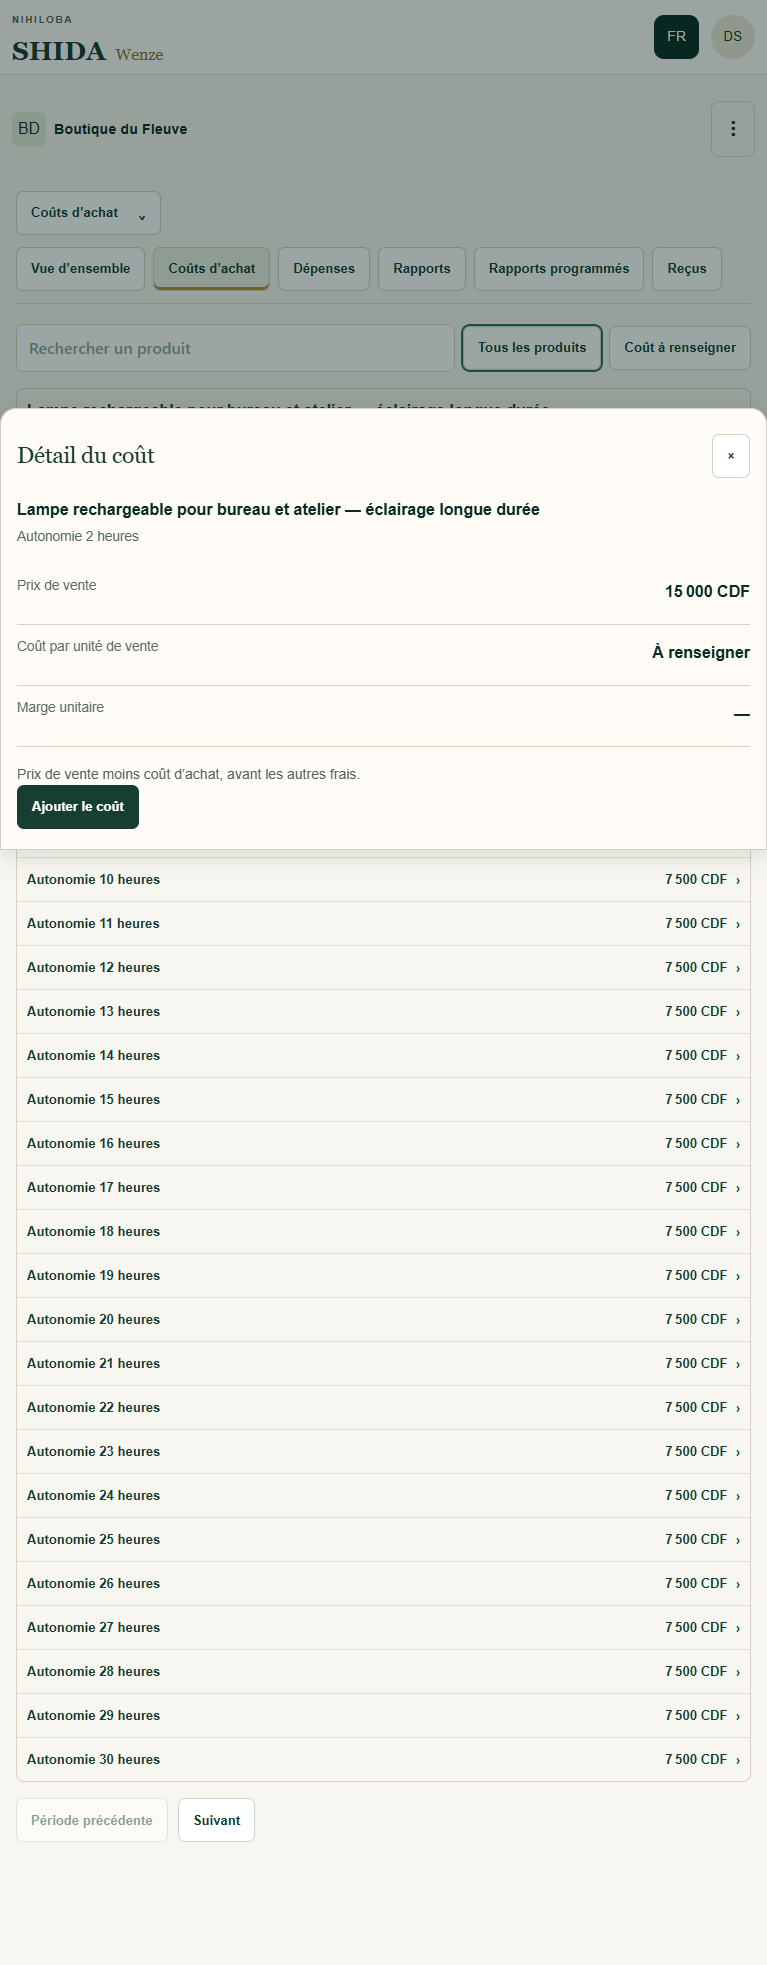 NIHILOBA
SHIDA Wenze
FR
DS
BD Boutique du Fleuve
Coûts d’achat
Vue d’ensemble
Coûts d’achat
Dépenses
Rapports
Rapports programmés
Reçus
Rechercher un produit
Tous les produits
Coût à renseigner
Lampe rechargeable pour bureau et atelier — éclairage longue durée
Détail du coût
×
Lampe rechargeable pour bureau et atelier — éclairage longue durée
Autonomie 2 heures
Prix de vente
15 000 CDF
Coût par unité de vente
À renseigner
Marge unitaire
—
Prix de vente moins coût d’achat, avant les autres frais.
Ajouter le coût
Autonomie 10 heures 7 500 CDF ›
Autonomie 11 heures 7 500 CDF ›
Autonomie 12 heures 7 500 CDF ›
Autonomie 13 heures 7 500 CDF ›
Autonomie 14 heures 7 500 CDF ›
Autonomie 15 heures 7 500 CDF ›
Autonomie 16 heures 7 500 CDF ›
Autonomie 17 heures 7 500 CDF ›
Autonomie 18 heures 7 500 CDF ›
Autonomie 19 heures 7 500 CDF ›
Autonomie 20 heures 7 500 CDF ›
Autonomie 21 heures 7 500 CDF ›
Autonomie 22 heures 7 500 CDF ›
Autonomie 23 heures 7 500 CDF ›
Autonomie 24 heures 7 500 CDF ›
Autonomie 25 heures 7 500 CDF ›
Autonomie 26 heures 7 500 CDF ›
Autonomie 27 heures 7 500 CDF ›
Autonomie 28 heures 7 500 CDF ›
Autonomie 29 heures 7 500 CDF ›
Autonomie 30 heures 7 500 CDF ›
Période précédente
Suivant